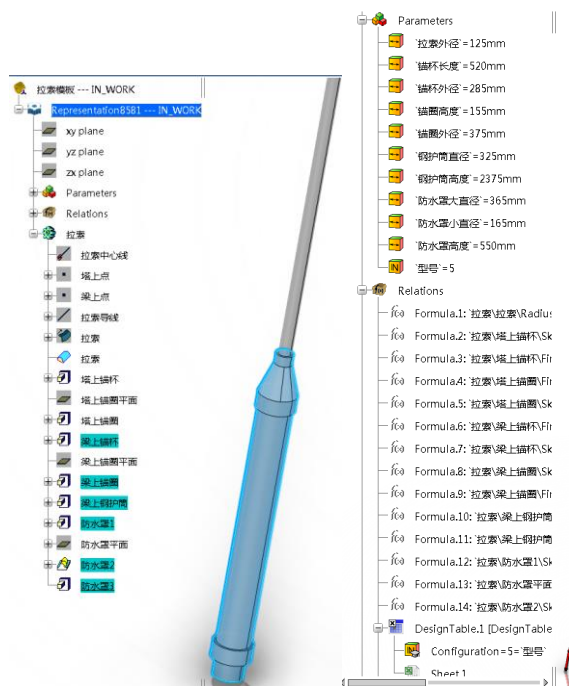 拉索模板 --- IN_WORK
Representation8581 --- IN_WORK
xy plane
yz plane
zx plane
Parameters
Relations
拉索
拉索中心线
塔上点
梁上点
拉索导线
拉索
拉索
塔上锚杯
塔上锚圈平面
塔上锚圈
梁上锚杯
梁上锚圈平面
梁上锚圈
梁上钢护筒
防水罩1
防水罩平面
防水罩2
防水罩3
Parameters
`拉索外径`=125mm
`锚杯长度`=520mm
`锚杯外径`=285mm
`锚圈高度`=155mm
`锚圈外径`=375mm
`钢护筒直径`=325mm
`钢护筒高度`=2375mm
`防水罩大直径`=365mm
`防水罩小直径`=165mm
`防水罩高度`=550mm
`型号`=5
Relations
f(x) Formula.1: `拉索\拉索\Radius
f(x) Formula.2: `拉索\塔上锚杯\Sk
f(x) Formula.3: `拉索\塔上锚杯\Fir
f(x) Formula.4: `拉索\塔上锚圈\Fir
f(x) Formula.5: `拉索\塔上锚圈\Sk
f(x) Formula.6: `拉索\梁上锚杯\Fir
f(x) Formula.7: `拉索\梁上锚杯\Sk
f(x) Formula.8: `拉索\梁上锚圈\Sk
f(x) Formula.9: `拉索\梁上锚圈\Fir
f(x) Formula.10: `拉索\梁上钢护筒
f(x) Formula.11: `拉索\梁上钢护筒
f(x) Formula.12: `拉索\防水罩1\Sk
f(x) Formula.13: `拉索\防水罩平面
f(x) Formula.14: `拉索\防水罩2\Sk
DesignTable.1 [DesignTable
Configuration=5=`型号`
Sheet 1